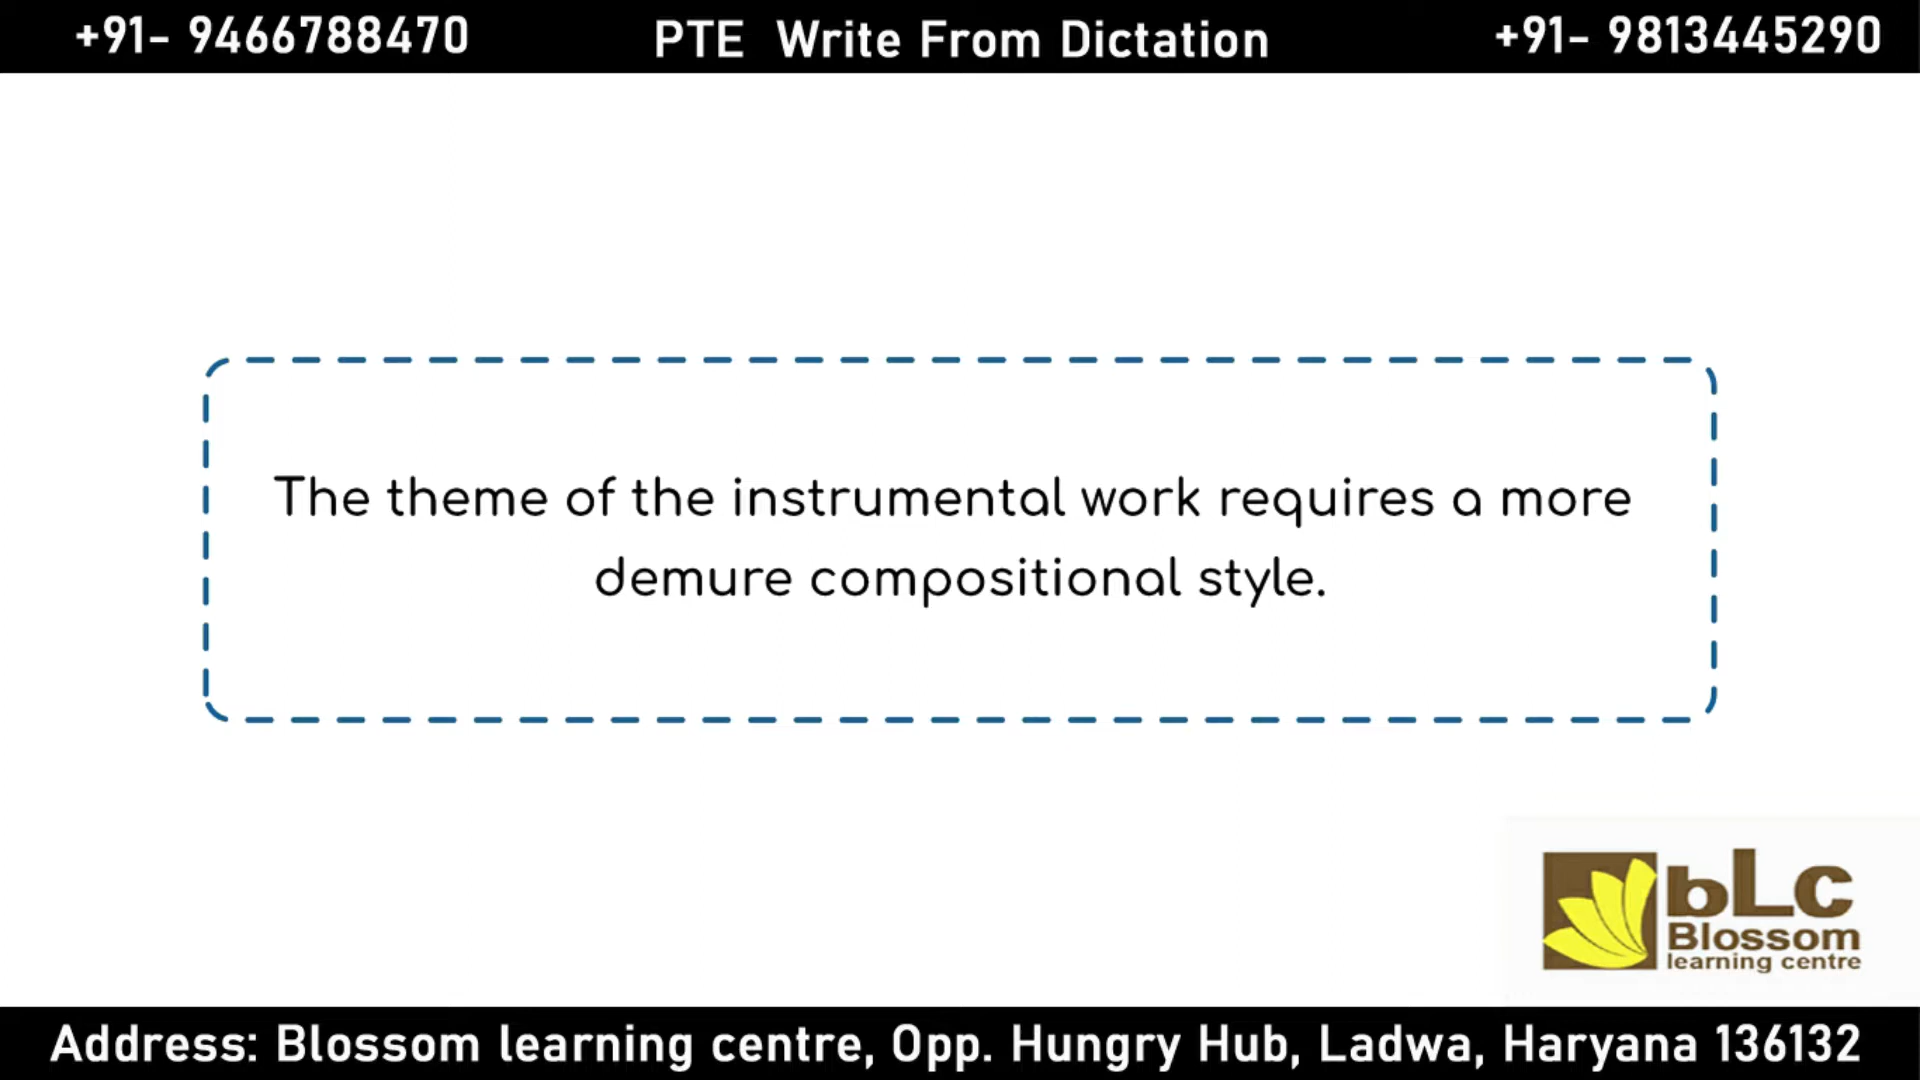 +91- 9466788470 PTE Write From Dictation +91- 9813445290
The theme of the instrumental work requires a more
demure compositional style.
bLc
Blossom
learning centre
Address: Blossom learning centre, Opp. Hungry Hub, Ladwa, Haryana 136132